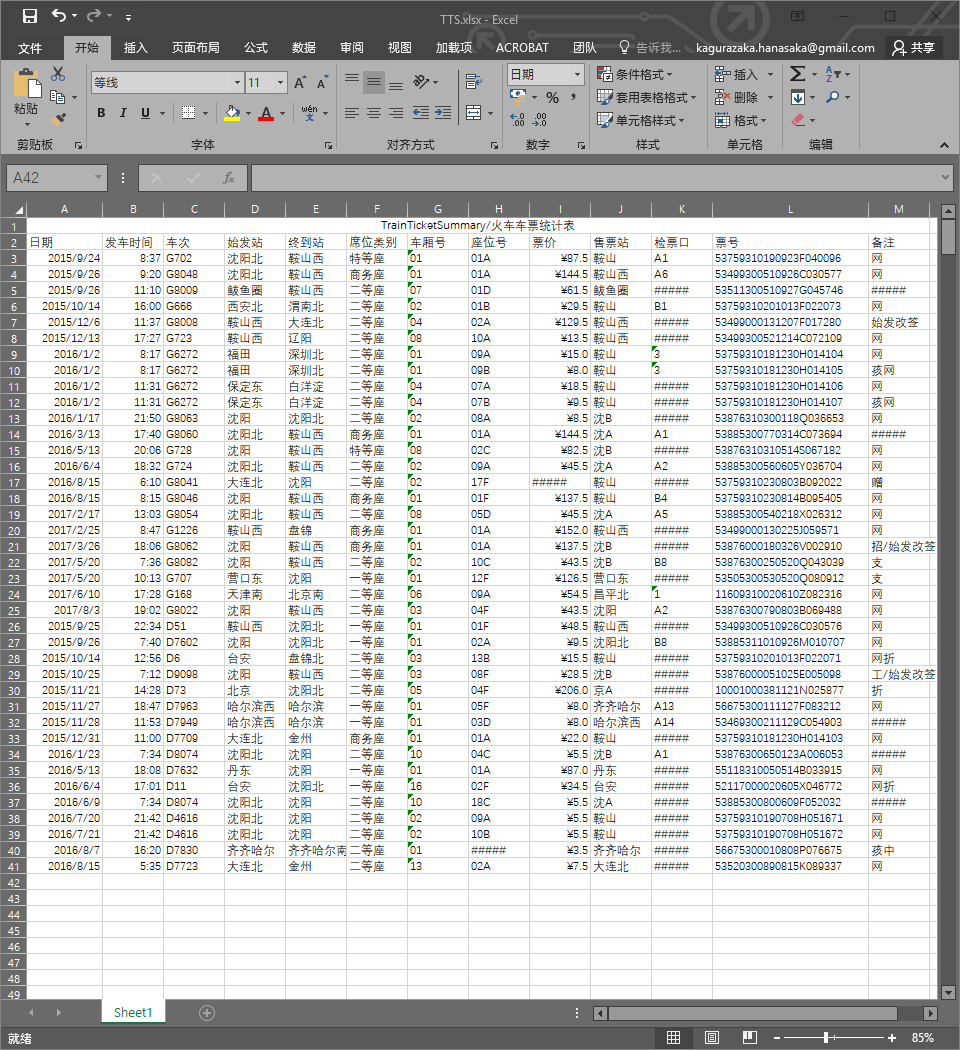 TTS.xlsx - Excel
文件 开始 插入 页面布局 公式 数据 审阅 视图 加载项 ACROBAT 团队 告诉我... kagurazaka.hanasaka@gmail.com 共享
等线 11 日期 条件格式 插入
粘贴 套用表格格式 删除
B I U A wén 文 单元格样式 格式
剪贴板 字体 对齐方式 数字 样式 单元格 编辑
A42 fx
A B C D E F G H I J K L M
1 TrainTicketSummary/火车车票统计表
2 日期 发车时间 车次 始发站 终到站 席位类别 车厢号 座位号 票价 售票站 检票口 票号 备注
3 2015/9/24 8:37 G702 沈阳北 鞍山西 特等座 01 01A ¥87.5 鞍山 A1 53759310190923F040096 网
4 2015/9/26 9:20 G8048 沈阳北 鞍山西 商务座 01 01A ¥144.5 鞍山西 A6 53499300510926C030577 网
5 2015/9/26 11:10 G8009 鲅鱼圈 鞍山西 二等座 07 01D ¥61.5 鲅鱼圈 ##### 53511300510927G045746 #####
6 2015/10/14 16:00 G666 西安北 渭南北 二等座 02 01B ¥29.5 鞍山 B1 53759310201013F022073 网
7 2015/12/6 11:37 G8008 鞍山西 大连北 二等座 04 02A ¥129.5 鞍山西 ##### 53499000131207F017280 始发改签
8 2015/12/13 17:27 G723 鞍山西 辽阳 二等座 08 10A ¥13.5 鞍山西 ##### 53499300521214C072109 网
9 2016/1/2 8:17 G6272 福田 深圳北 二等座 01 09A ¥15.0 鞍山 3 53759310181230H014104 网
10 2016/1/2 8:17 G6272 福田 深圳北 二等座 01 09B ¥8.0 鞍山 3 53759310181230H014105 孩网
11 2016/1/2 11:31 G6272 保定东 白洋淀 二等座 04 07A ¥18.5 鞍山 ##### 53759310181230H014106 网
12 2016/1/2 11:31 G6272 保定东 白洋淀 二等座 04 07B ¥9.5 鞍山 ##### 53759310181230H014107 孩网
13 2016/1/17 21:50 G8063 沈阳 沈阳北 二等座 02 08A ¥8.5 沈B ##### 53876310300118Q036653 网
14 2016/3/13 17:40 G8060 沈阳北 鞍山西 商务座 01 01A ¥144.5 沈A A1 53885300770314C073694 #####
15 2016/5/13 20:06 G728 沈阳 鞍山西 特等座 08 02C ¥82.5 沈B ##### 53876310310514S067182 网
16 2016/6/4 18:32 G724 沈阳北 鞍山西 二等座 02 09A ¥45.5 沈A A2 53885300560605Y036704 网
17 2016/8/15 6:10 G8041 大连北 沈阳 二等座 02 17F ##### 鞍山 ##### 53759310230803B092022 赠
18 2016/8/15 8:15 G8046 沈阳 鞍山西 商务座 01 01F ¥137.5 鞍山 B4 53759310230814B095405 网
19 2017/2/17 13:03 G8054 沈阳北 鞍山西 二等座 08 05D ¥45.5 沈A A5 53885300540218X026312 网
20 2017/2/25 8:47 G1226 鞍山西 盘锦 商务座 01 01A ¥152.0 鞍山西 ##### 53499000130225J059571 网
21 2017/3/26 18:06 G8062 沈阳 鞍山西 商务座 01 01A ¥137.5 沈B ##### 53876000180326V002910 招/始发改签
22 2017/5/20 7:36 G8082 沈阳 鞍山西 二等座 02 10C ¥43.5 沈B B8 53876300250520Q043039 支
23 2017/5/20 10:13 G707 营口东 沈阳 一等座 01 12F ¥126.5 营口东 ##### 53505300530520Q080912 支
24 2017/6/10 17:28 G168 天津南 北京南 二等座 06 09A ¥54.5 昌平北 1 11609310020610Z082316 网
25 2017/8/3 19:02 G8022 沈阳 鞍山西 二等座 03 04F ¥43.5 沈阳 A2 53876300790803B069488 网
26 2015/9/25 22:34 D51 鞍山西 沈阳北 一等座 01 01F ¥48.5 鞍山西 ##### 53499300510926C030576 网
27 2015/9/26 7:40 D7602 沈阳 沈阳北 一等座 01 02A ¥9.5 沈阳北 B8 53885311010926M010707 网
28 2015/10/14 12:56 D6 台安 盘锦北 二等座 03 13B ¥15.5 鞍山 ##### 53759310201013F022071 网折
29 2015/10/25 7:12 D9098 沈阳 鞍山西 二等座 03 08F ¥28.5 沈B ##### 53876000051025E005098 工/始发改签
30 2015/11/21 14:28 D73 北京 沈阳北 二等座 05 04F ¥206.0 京A ##### 10001000381121N025877 折
31 2015/11/27 18:47 D7963 哈尔滨西 哈尔滨 一等座 01 05F ¥8.0 齐齐哈尔 A13 56675300111127F083212 网
32 2015/11/28 11:53 D7949 哈尔滨西 哈尔滨 一等座 01 03D ¥8.0 哈尔滨西 A14 53469300211129C054903 #####
33 2015/12/31 11:00 D7709 大连北 金州 商务座 01 01A ¥22.0 鞍山 ##### 53759310181230H014103 网
34 2016/1/23 7:34 D8074 沈阳北 沈阳 二等座 10 04C ¥5.5 沈B A1 53876300650123A006053 #####
35 2016/5/13 18:08 D7632 丹东 沈阳 一等座 01 01A ¥87.0 丹东 ##### 55118310050514B033915 网
36 2016/6/4 17:01 D11 台安 沈阳北 一等座 16 02F ¥34.5 台安 ##### 52117000020605X046772 网折
37 2016/6/9 7:34 D8074 沈阳北 沈阳 二等座 10 18C ¥5.5 沈A ##### 53885300800609F052032 #####
38 2016/7/20 21:42 D4616 沈阳北 沈阳 二等座 02 09A ¥5.5 鞍山 ##### 53759310190708H051671 网
39 2016/7/21 21:42 D4616 沈阳北 沈阳 二等座 02 10B ¥5.5 鞍山 ##### 53759310190708H051672 网
40 2016/8/7 16:20 D7830 齐齐哈尔 齐齐哈尔南 二等座 01 ##### ¥3.5 齐齐哈尔 ##### 56675300010808P076675 孩中
41 2016/8/15 5:35 D7723 大连北 金州 二等座 13 02A ¥7.5 大连北 ##### 53520300890815K089337 网
42
43
44
45
46
47
48
49
Sheet1
就绪 85%